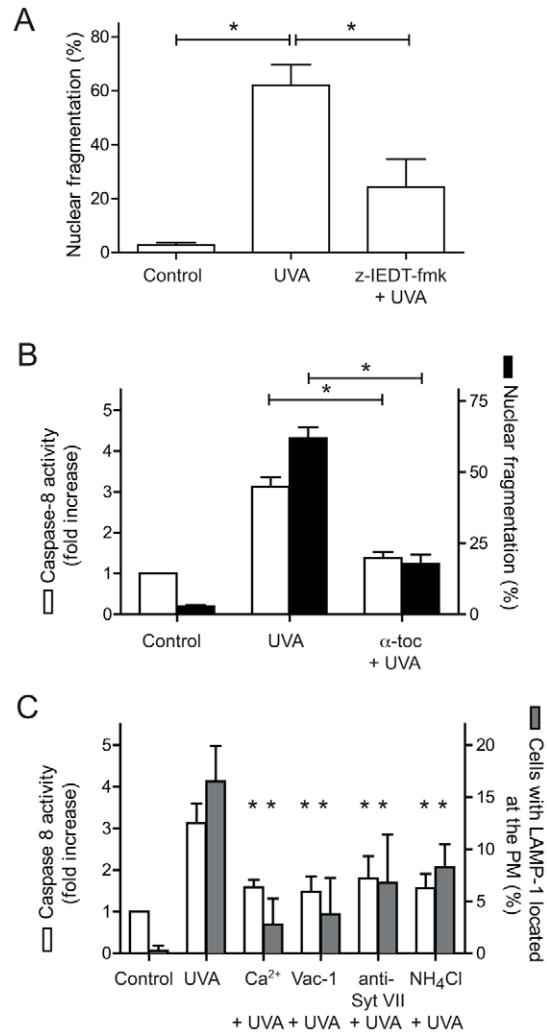 A
Nuclear fragmentation (%)
80
60
40
20
0
* *
Control UVA z-IEDT-fmk
+ UVA
B
Caspase-8 activity
(fold increase)
5
4
3
2
1
0
*
*
75
50
25
0
Nuclear fragmentation (%)
Control UVA α-toc
+ UVA
C
Caspase 8 activity
(fold increase)
5
4
3
2
1
0
* * * * * * * *
20
15
10
5
0
Cells with LAMP-1 located
at the PM (%)
Control UVA Ca²⁺ Vac-1 anti- NH₄Cl
Syt VII
+ UVA + UVA + UVA + UVA